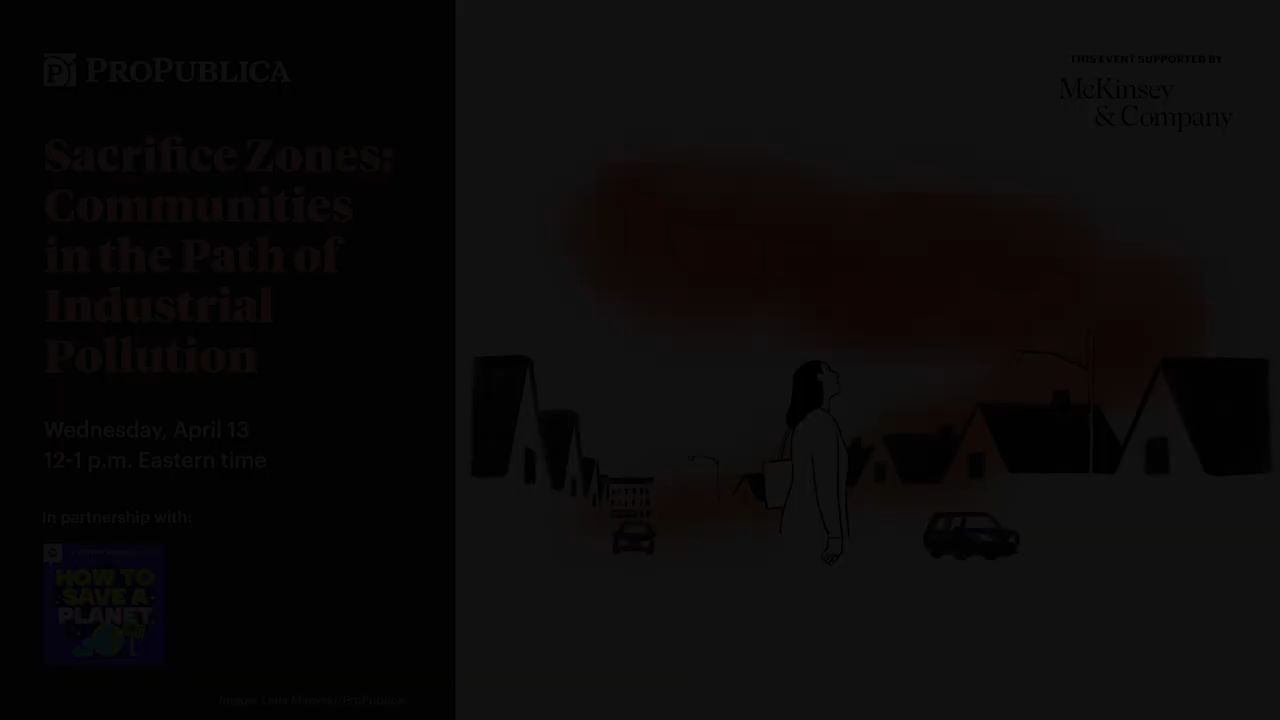 ProPublica
THIS EVENT SUPPORTED BY
McKinsey
& Company
Sacrifice Zones:
Communities
in the Path of
Industrial
Pollution
Wednesday, April 13
12-1 p.m. Eastern time
In partnership with:
HOW TO
SAVE A
PLANET